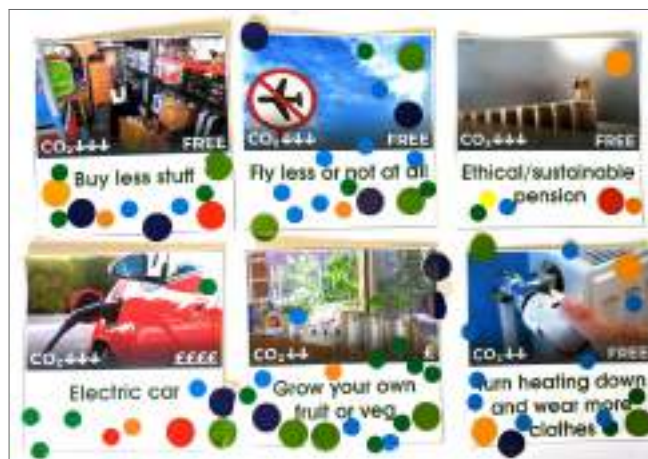 CO₂↓↓↓ FREE
Buy less stuff
CO₂↓↓↓ FREE
Fly less or not at all
CO₂↓↓↓ FREE
Ethical/sustainable
pension
CO₂↓↓↓ ££££
Electric car
CO₂↓↓ £
Grow your own
fruit or veg
CO₂↓↓ FREE
Turn heating down
and wear more
clothes